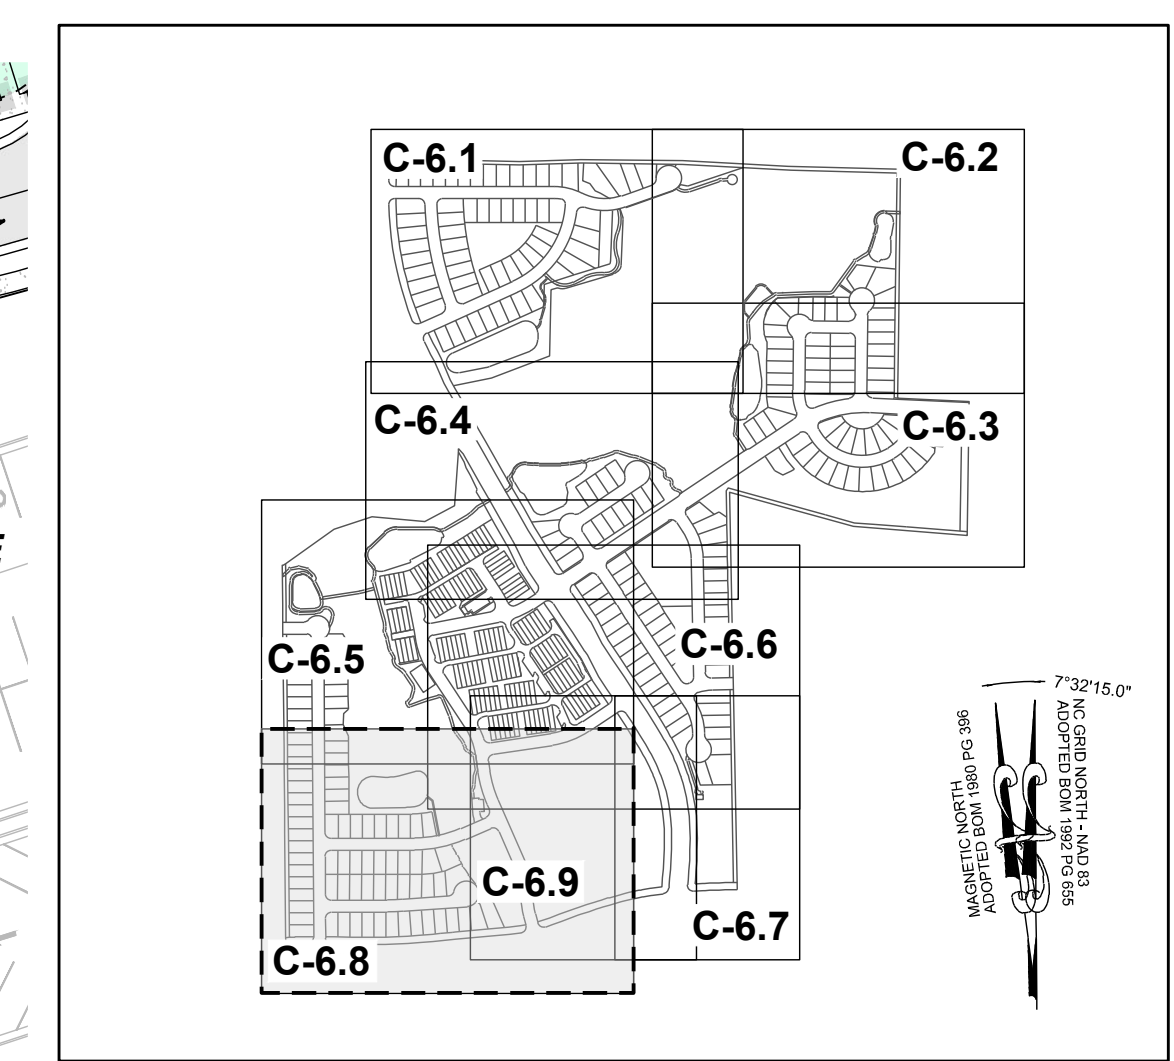 C-6.1
C-6.2
C-6.4
C-6.3
C-6.5
C-6.6
C-6.9
C-6.7
C-6.8
7°32'15.0"
MAGNETIC NORTH
ADOPTED BOM 1980 PG 396
NC GRID NORTH - NAD 83
ADOPTED BOM 1992 PG 655
E